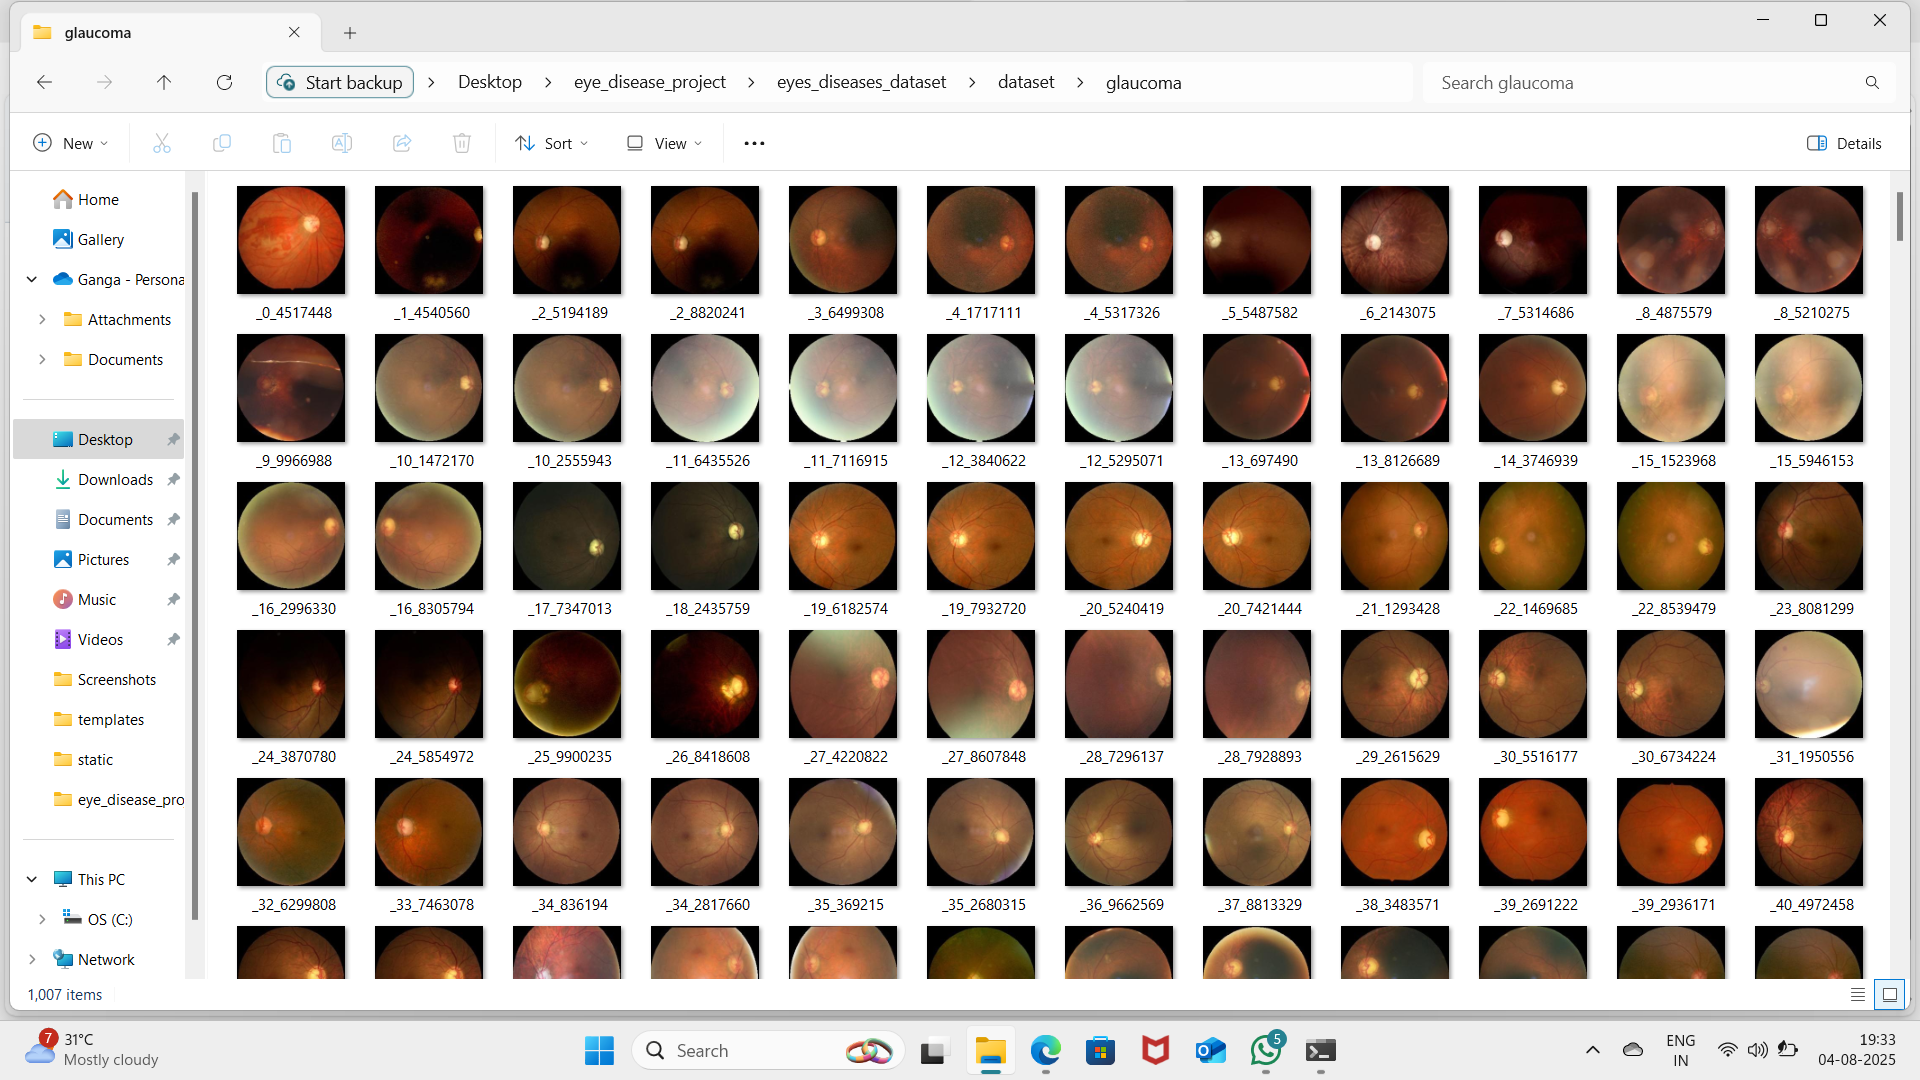 glaucoma
Start backup > Desktop > eye_disease_project > eyes_diseases_dataset > dataset > glaucoma
Search glaucoma
New
Sort
View
Details
Home
Gallery
Ganga - Persona
Attachments
Documents
Desktop
Downloads
Documents
Pictures
Music
Videos
Screenshots
templates
static
eye_disease_pro
This PC
OS (C:)
Network
_0_4517448 _1_4540560 _2_5194189 _2_8820241 _3_6499308 _4_1717111 _4_5317326 _5_5487582 _6_2143075 _7_5314686 _8_4875579 _8_5210275
_9_9966988 _10_1472170 _10_2555943 _11_6435526 _11_7116915 _12_3840622 _12_5295071 _13_697490 _13_8126689 _14_3746939 _15_1523968 _15_5946153
_16_2996330 _16_8305794 _17_7347013 _18_2435759 _19_6182574 _19_7932720 _20_5240419 _20_7421444 _21_1293428 _22_1469685 _22_8539479 _23_8081299
_24_3870780 _24_5854972 _25_9900235 _26_8418608 _27_4220822 _27_8607848 _28_7296137 _28_7928893 _29_2615629 _30_5516177 _30_6734224 _31_1950556
_32_6299808 _33_7463078 _34_836194 _34_2817660 _35_369215 _35_2680315 _36_9662569 _37_8813329 _38_3483571 _39_2691222 _39_2936171 _40_4972458
1,007 items
7
31°C
Mostly cloudy
Search
5
ENG
IN
19:33
04-08-2025